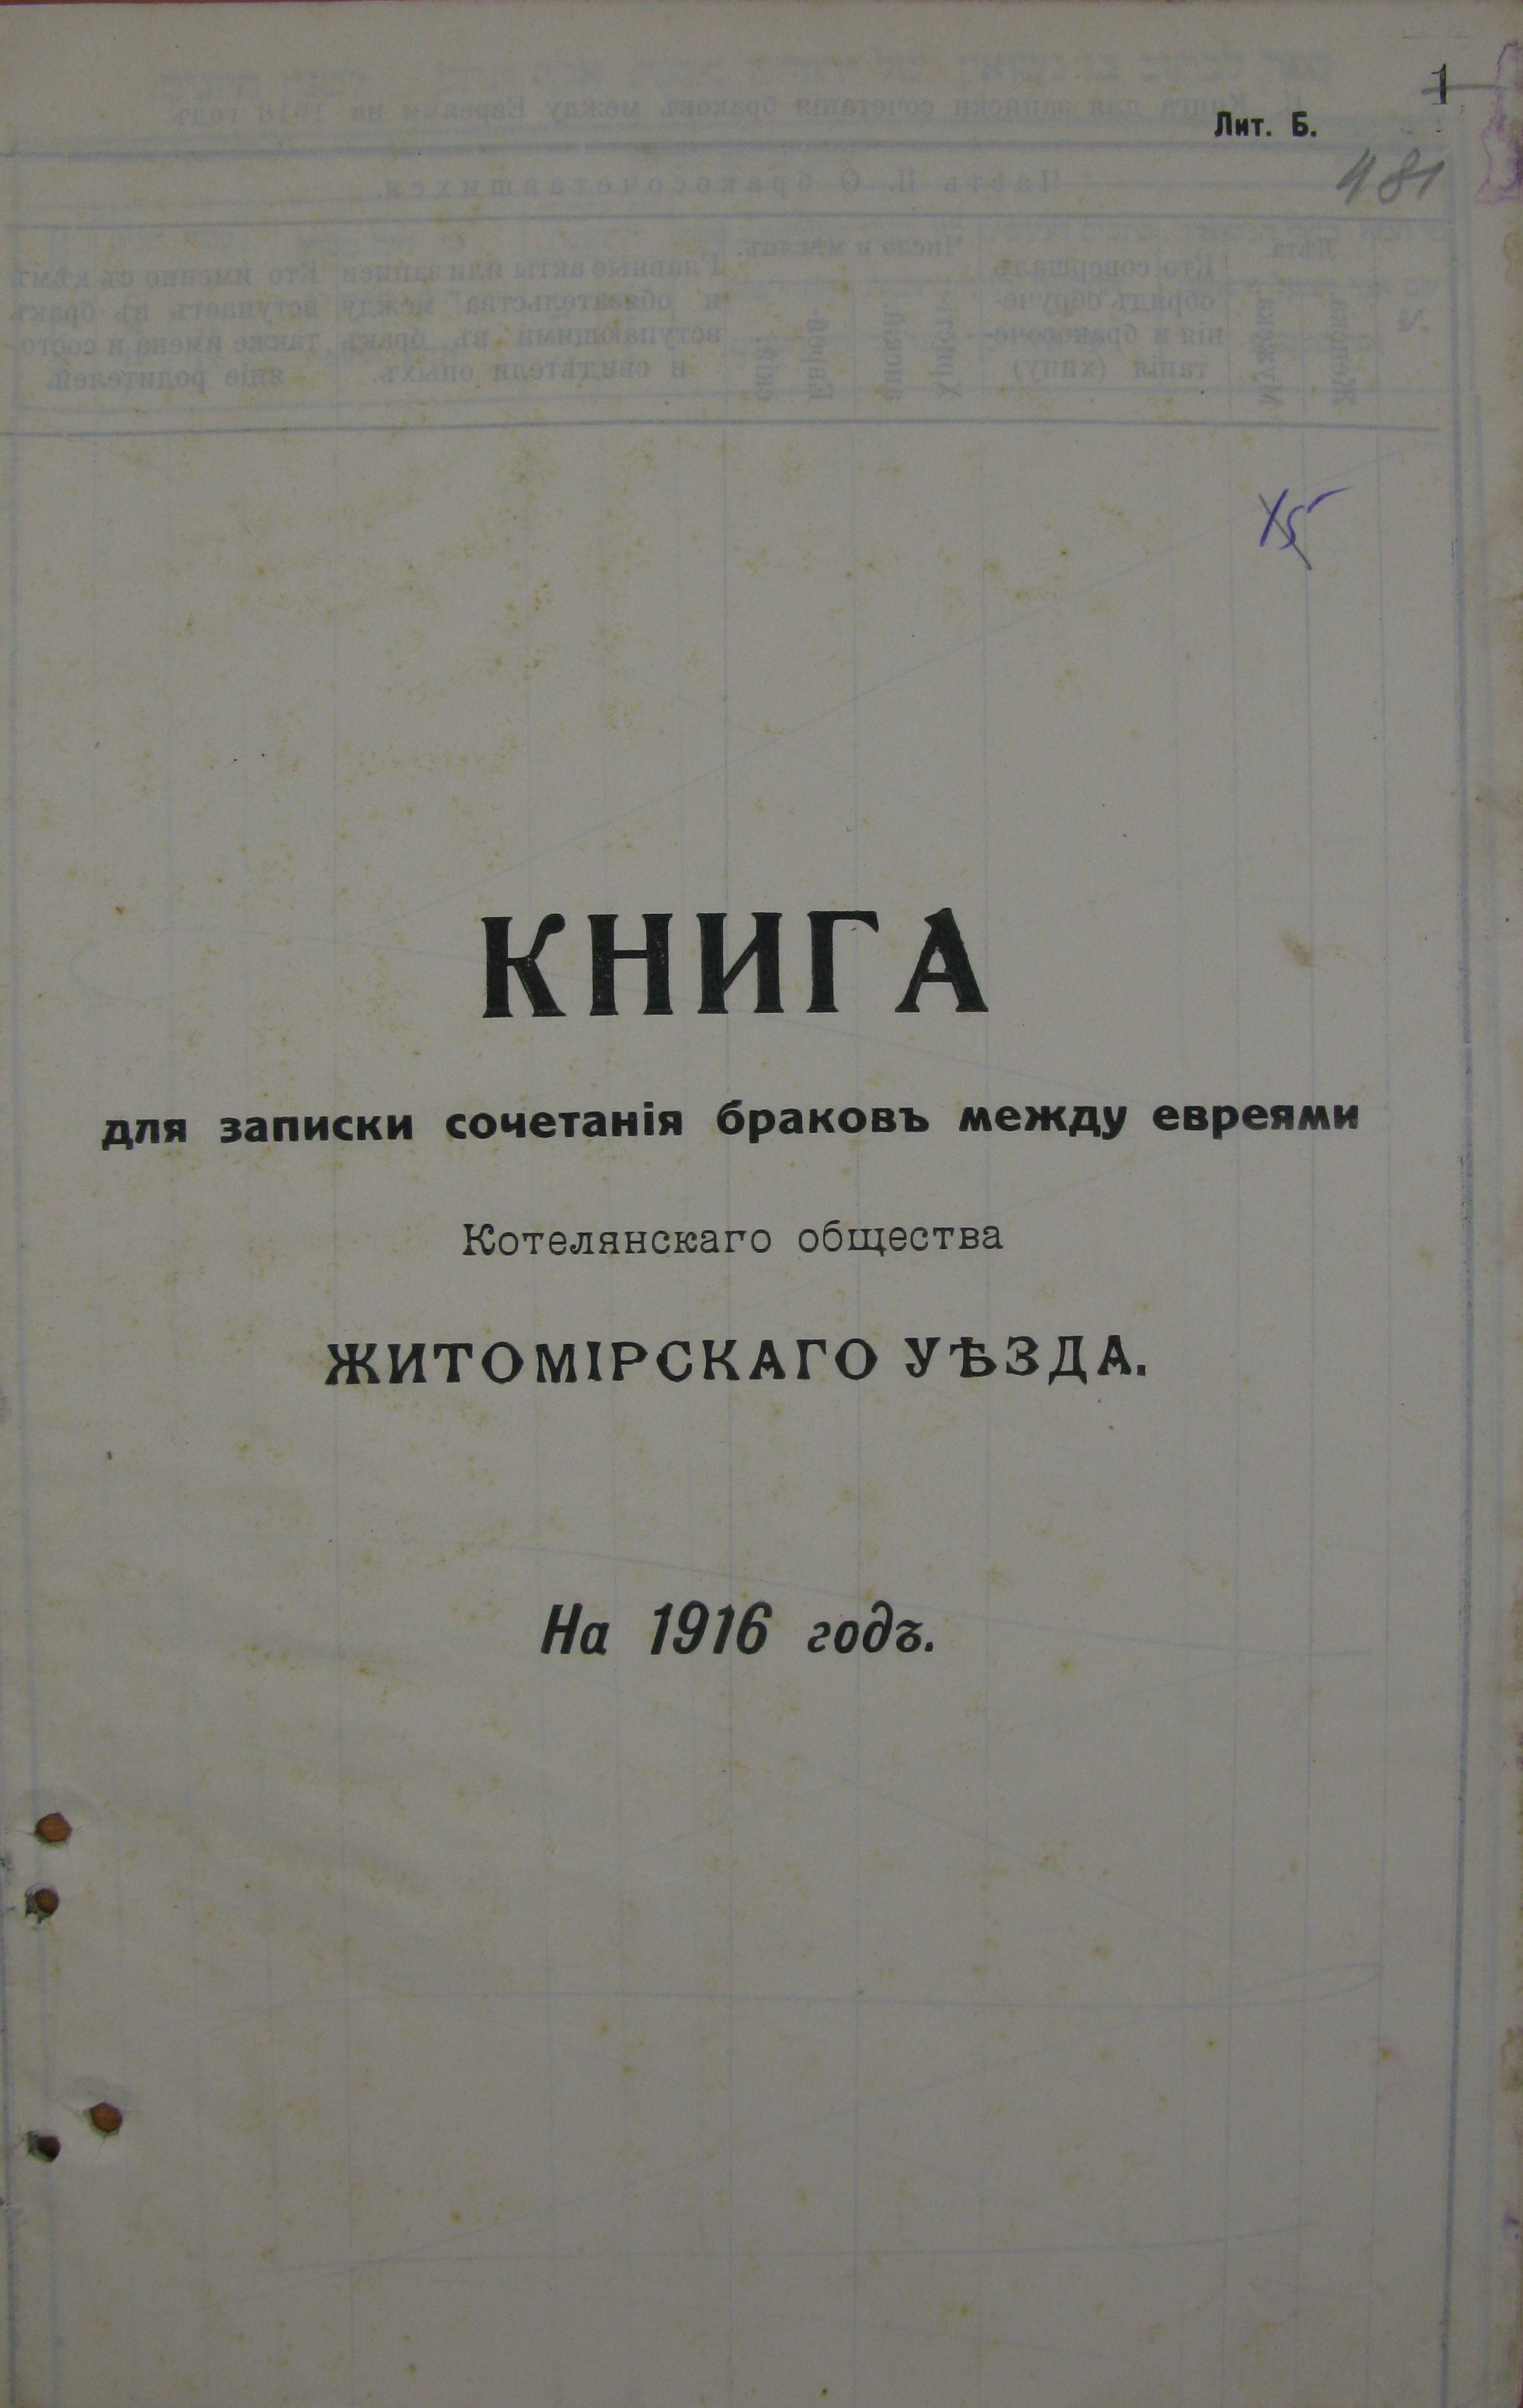 1
Лит. Б.
481
КНИГА
для записки сочетанія браковъ между евреями
Котелянскаго общества
ЖИТОМІРСКАГО УѢЗДА.
На 1916 годъ.